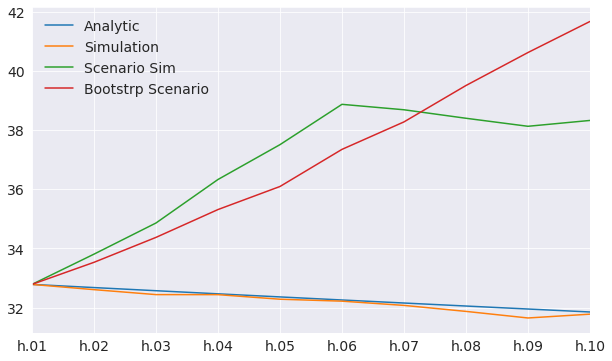 42
40
38
36
34
32
Analytic
Simulation
Scenario Sim
Bootstrp Scenario
h.01 h.02 h.03 h.04 h.05 h.06 h.07 h.08 h.09 h.10